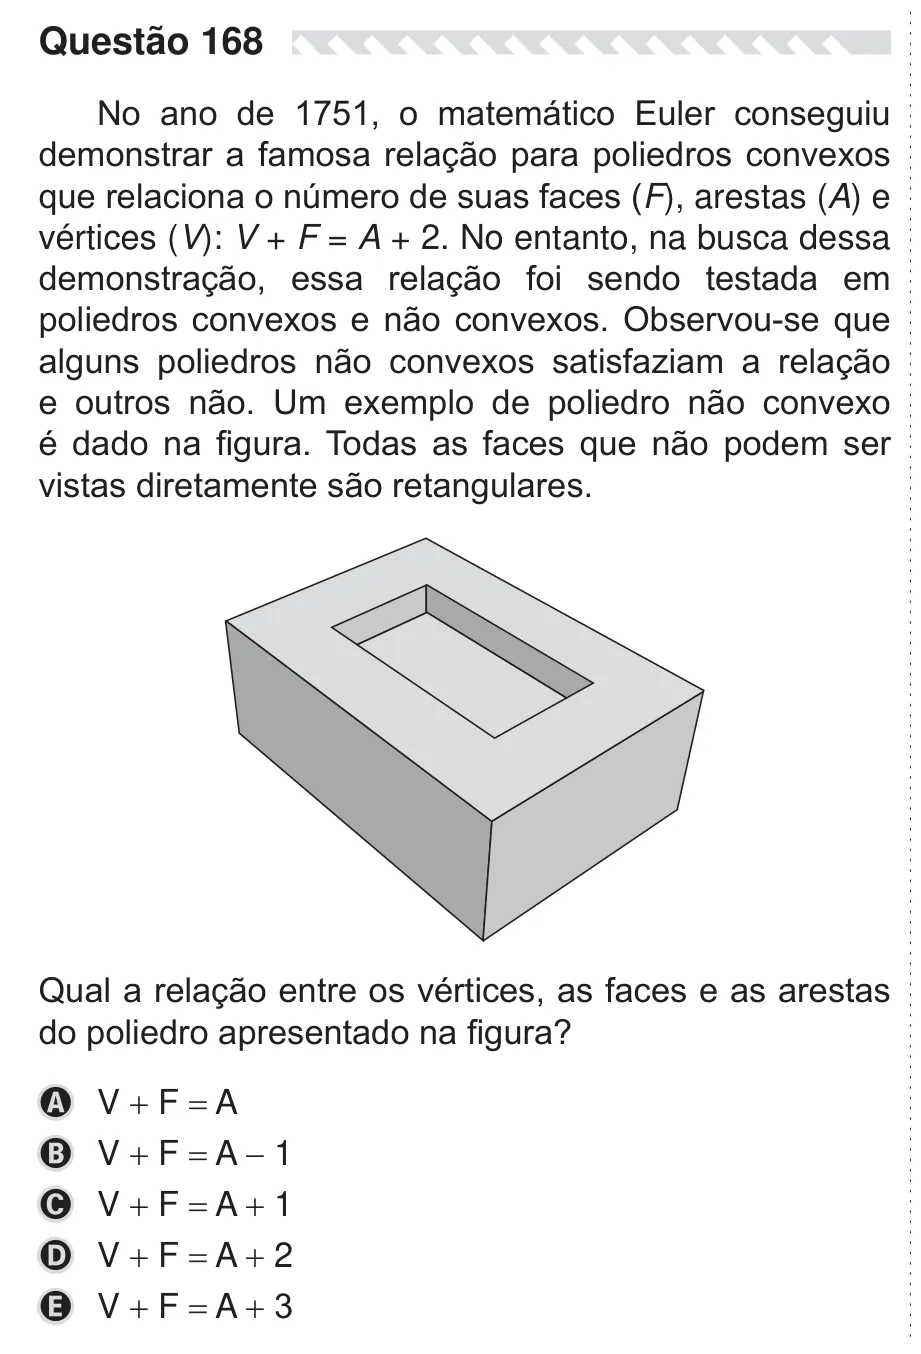 Questão 168
No ano de 1751, o matemático Euler conseguiu
demonstrar a famosa relação para poliedros convexos
que relaciona o número de suas faces (F), arestas (A) e
vértices (V): V + F = A + 2. No entanto, na busca dessa
demonstração, essa relação foi sendo testada em
poliedros convexos e não convexos. Observou-se que
alguns poliedros não convexos satisfaziam a relação
e outros não. Um exemplo de poliedro não convexo
é dado na figura. Todas as faces que não podem ser
vistas diretamente são retangulares.
Qual a relação entre os vértices, as faces e as arestas
do poliedro apresentado na figura?
A V + F = A
B V + F = A – 1
C V + F = A + 1
D V + F = A + 2
E V + F = A + 3